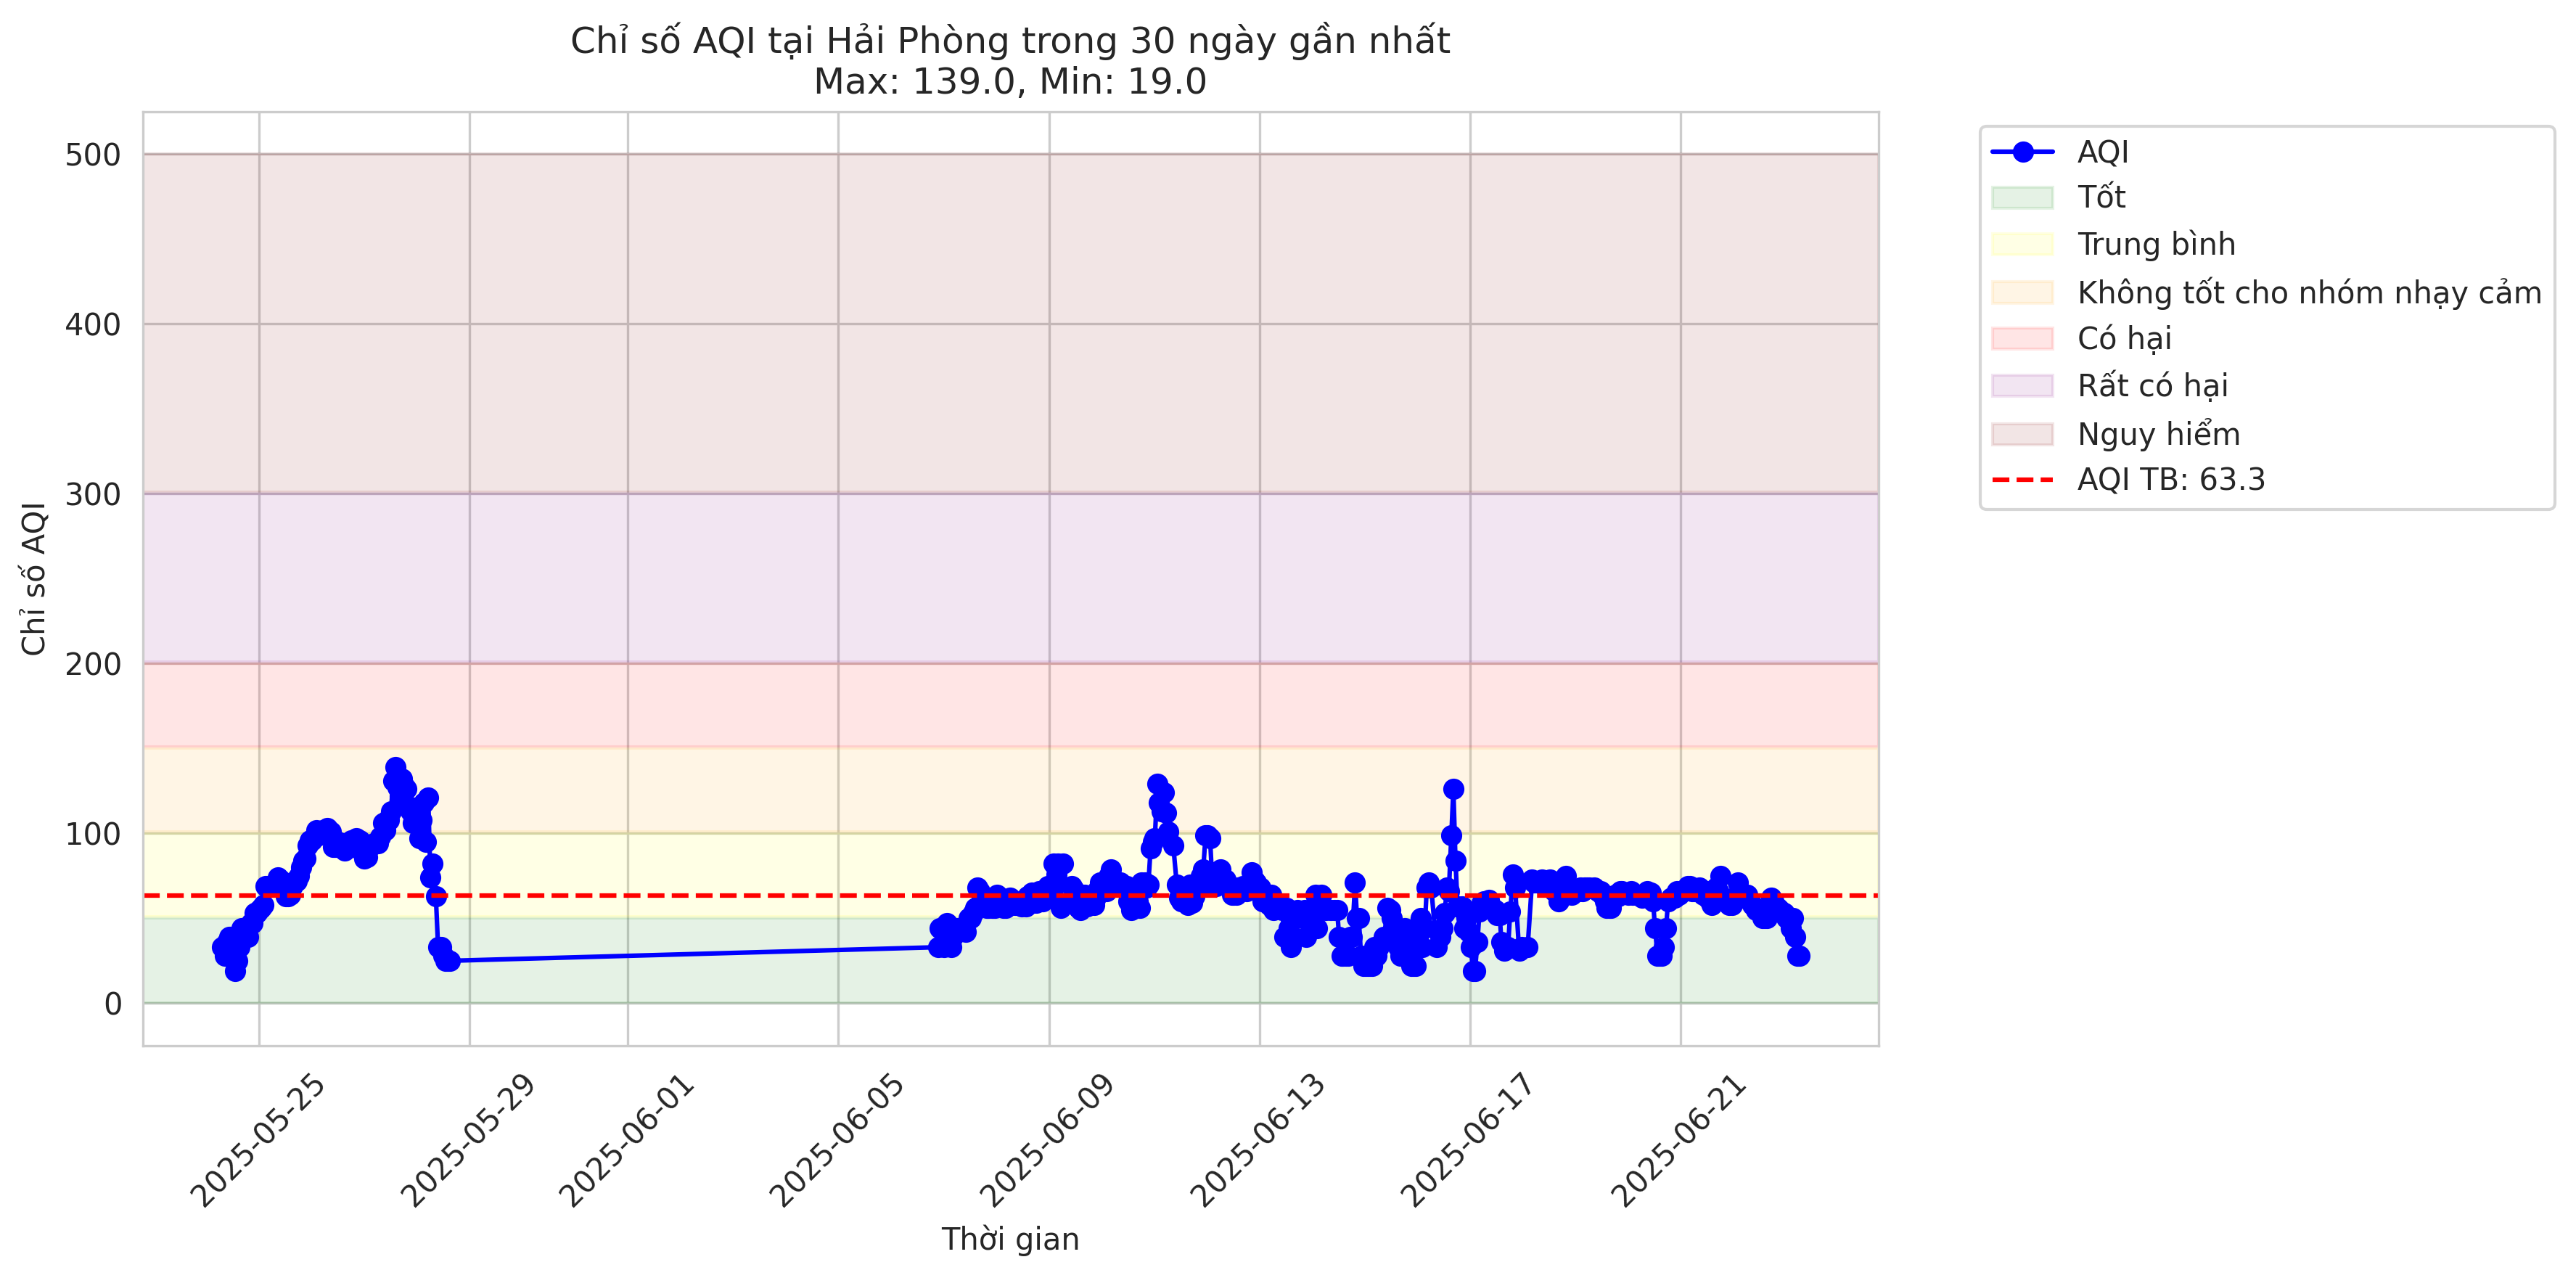 Chỉ số AQI tại Hải Phòng trong 30 ngày gần nhất
Max: 139.0, Min: 19.0
Chỉ số AQI
500
400
300
200
100
0
2025-05-25
2025-05-29
2025-06-01
2025-06-05
2025-06-09
2025-06-13
2025-06-17
2025-06-21
Thời gian
AQI
Tốt
Trung bình
Không tốt cho nhóm nhạy cảm
Có hại
Rất có hại
Nguy hiểm
AQI TB: 63.3